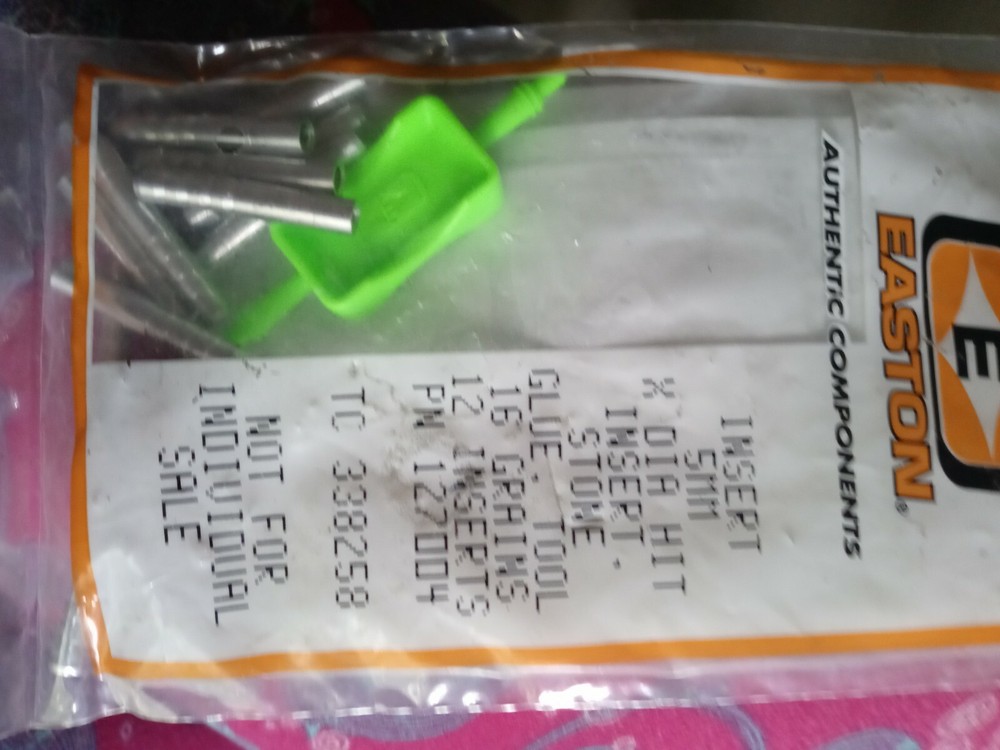 E
EASTON®
AUTHENTIC COMPONENTS
INSERT
5MM
X DIA HIT
INSERT,
STONE
GLUE TOOL
16 GRAINS
12 INSERTS
PN 127004
TC 338258
NOT FOR
INDIVIDUAL
SALE